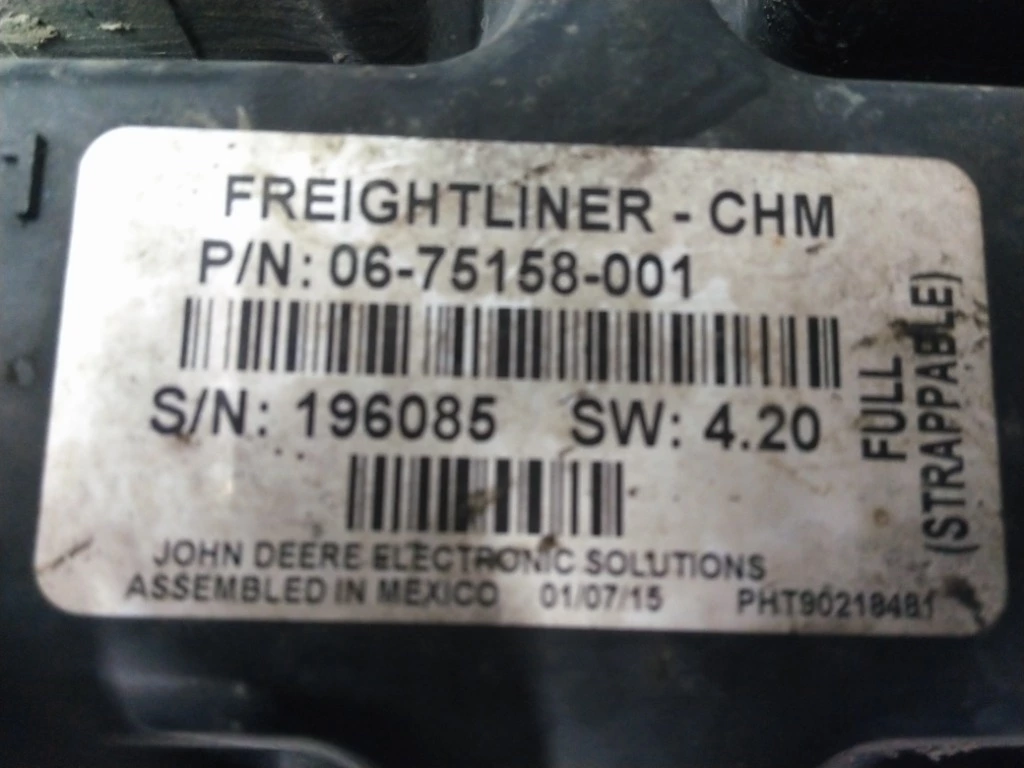 FREIGHTLINER - CHM
P/N: 06-75158-001
S/N: 196085 SW: 4.20
JOHN DEERE ELECTRONIC SOLUTIONS
ASSEMBLED IN MEXICO 01/07/15 PHT90218481
FULL
(STRAPPABLE)